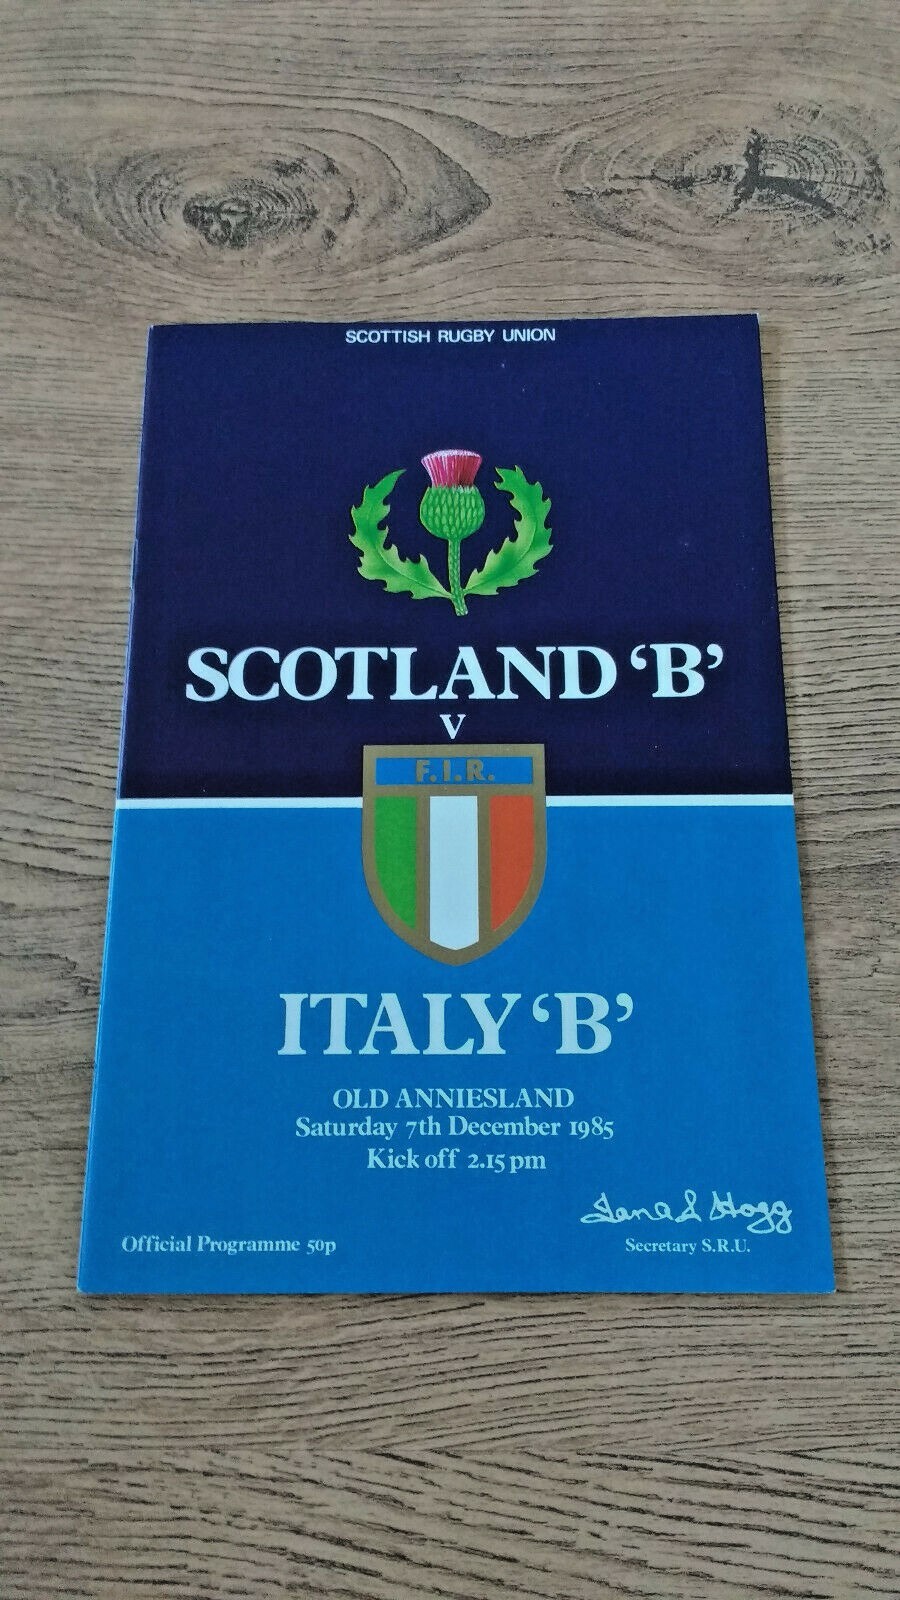 SCOTTISH RUGBY UNION
SCOTLAND ‘B’
V
F.I.R.
ITALY ‘B’
OLD ANNIESLAND
Saturday 7th December 1985
Kick off 2.15 pm
Hogg
Official Programme 50p
Secretary S.R.U.